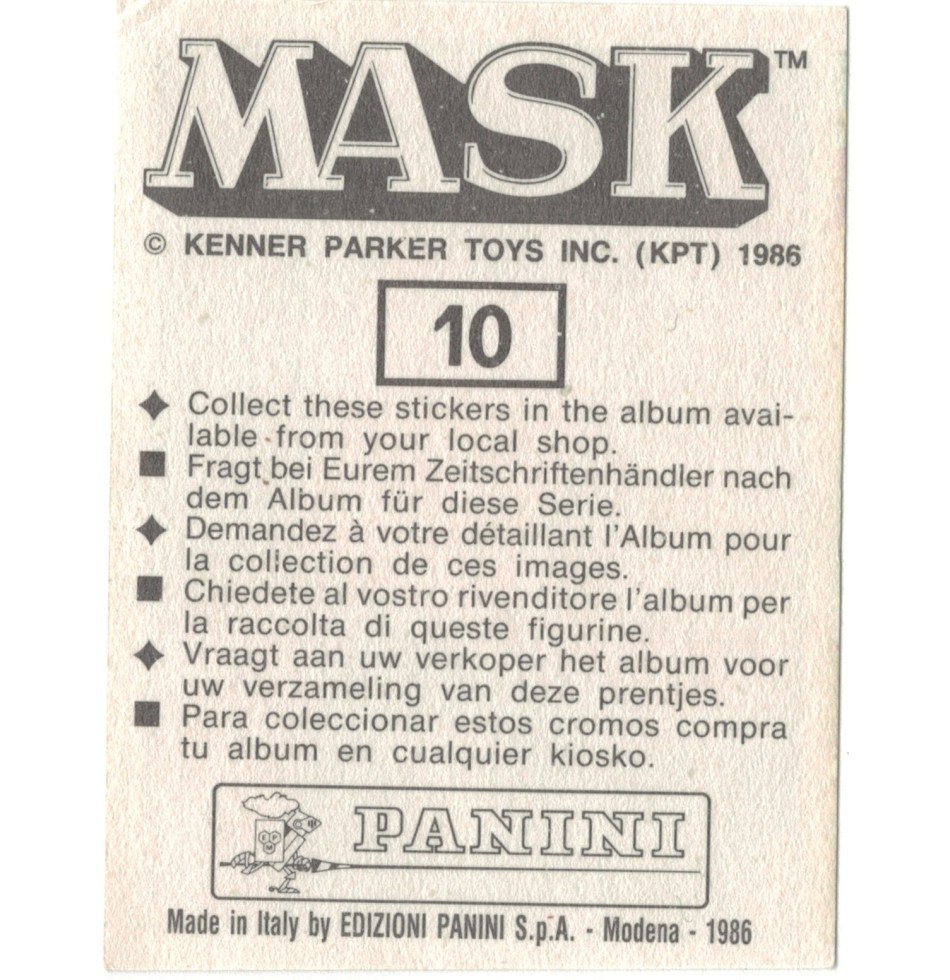 MASK™
© KENNER PARKER TOYS INC. (KPT) 1986
10
Collect these stickers in the album avai-
lable from your local shop.
Fragt bei Eurem Zeitschriftenhändler nach
dem Album für diese Serie.
Demandez à votre détaillant l'Album pour
la collection de ces images.
Chiedete al vostro rivenditore l'album per
la raccolta di queste figurine.
Vraagt aan uw verkoper het album voor
uw verzameling van deze prentjes.
Para coleccionar estos cromos compra
tu album en cualquier kiosko.
PANINI
Made in Italy by EDIZIONI PANINI S.p.A. - Modena - 1986